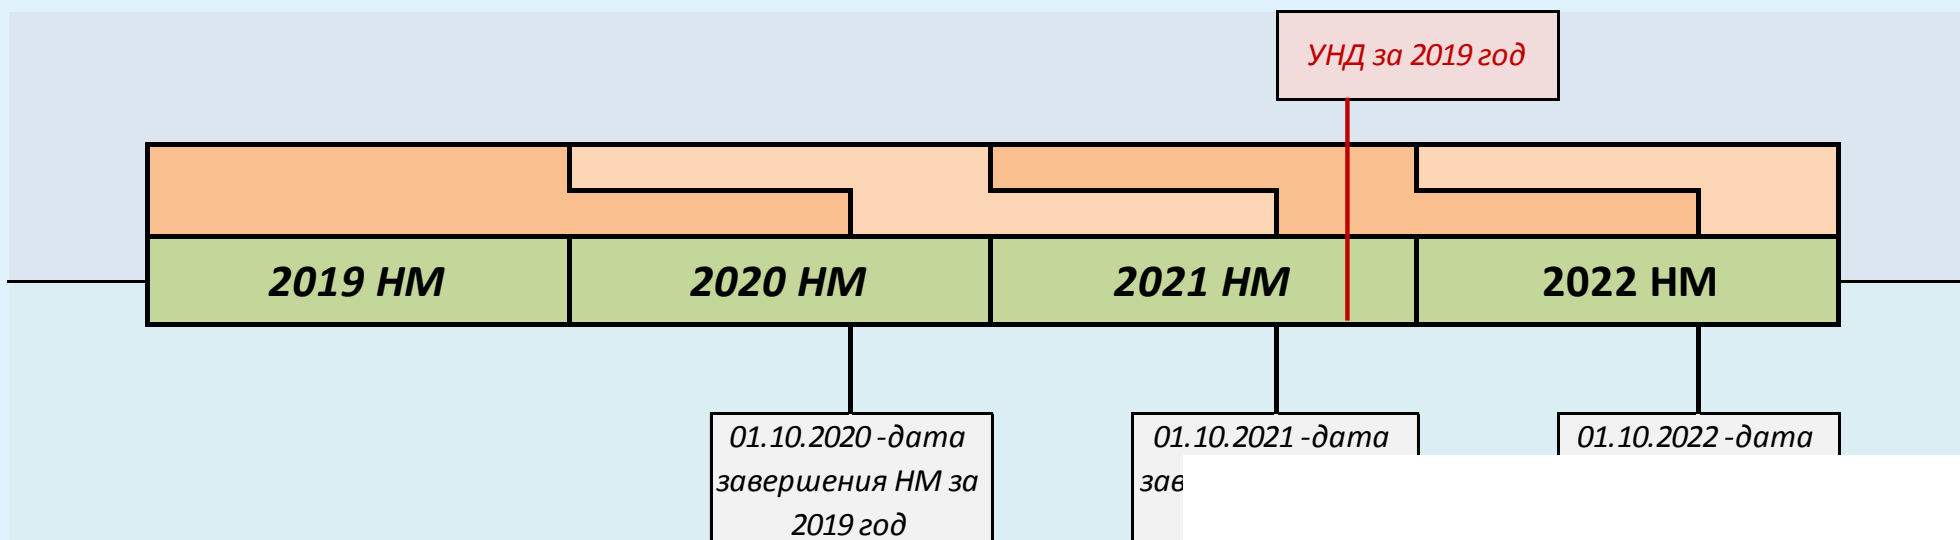 УНД за 2019 год
2019 НМ
2020 НМ
2021 НМ
2022 НМ
01.10.2020 -дата
завершения НМ за
2019 год
01.10.2021 -дата
зав
01.10.2022 -дата